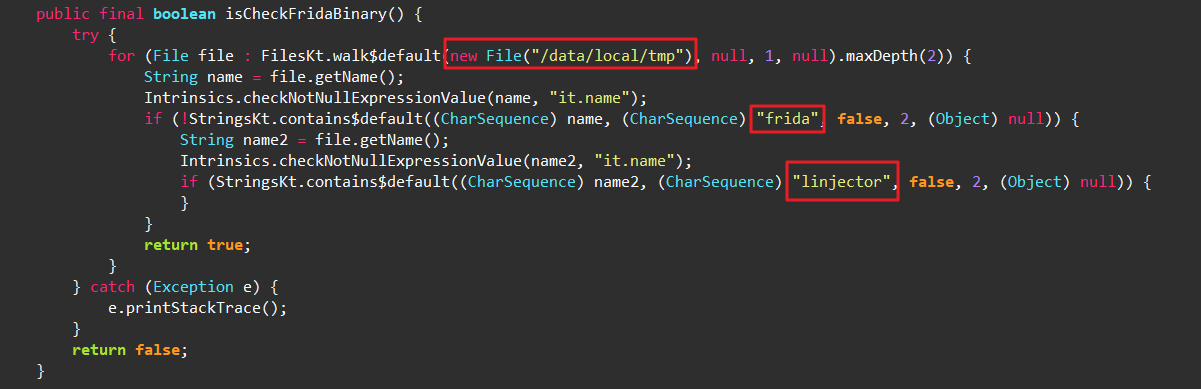 public final boolean isCheckFridaBinary() {
    try {
        for (File file : FilesKt.walk$default(new File("/data/local/tmp"), null, 1, null).maxDepth(2)) {
            String name = file.getName();
            Intrinsics.checkNotNullExpressionValue(name, "it.name");
            if (!StringsKt.contains$default((CharSequence) name, (CharSequence) "frida", false, 2, (Object) null)) {
                String name2 = file.getName();
                Intrinsics.checkNotNullExpressionValue(name2, "it.name");
                if (StringsKt.contains$default((CharSequence) name2, (CharSequence) "linjector", false, 2, (Object) null)) {
                }
            }
            return true;
        }
    } catch (Exception e) {
        e.printStackTrace();
    }
    return false;
}